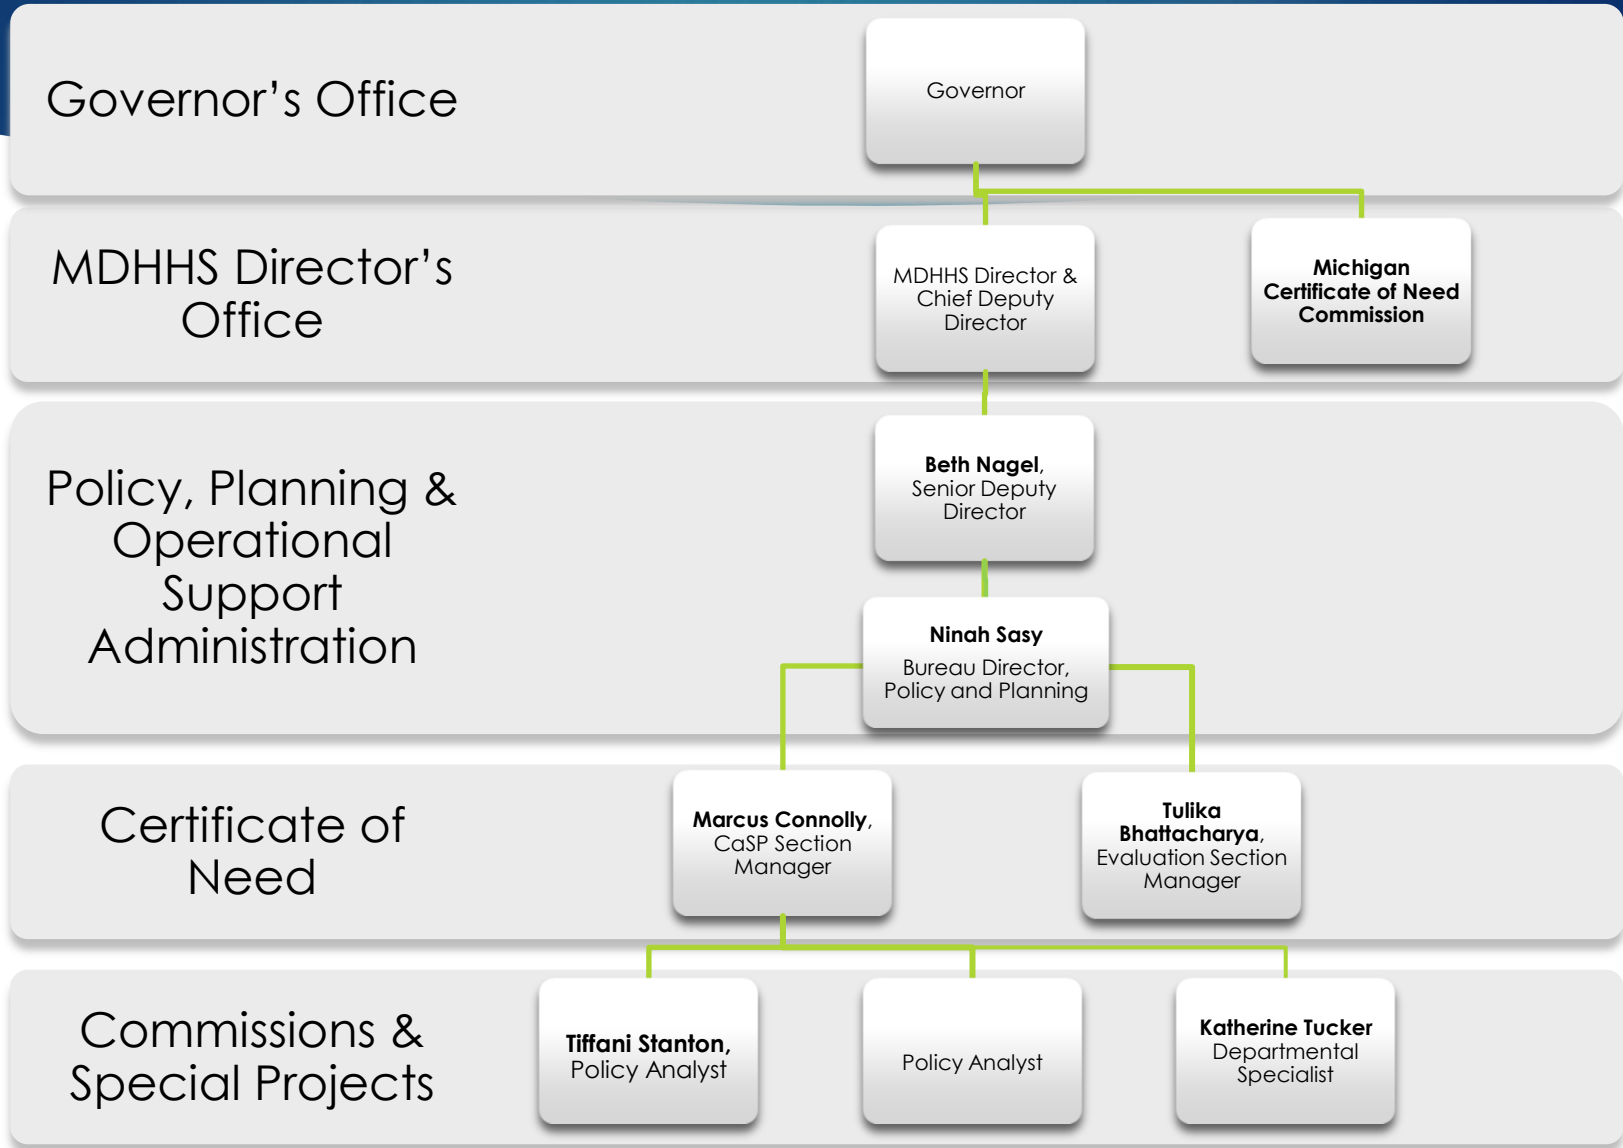 Governor's Office
Governor
MDHHS Director's
Office
MDHHS Director &
Chief Deputy
Director
Michigan
Certificate of Need
Commission
Policy, Planning &
Operational
Support
Administration
Beth Nagel,
Senior Deputy
Director
Ninah Sasy
Bureau Director,
Policy and Planning
Certificate of
Need
Marcus Connolly,
CaSP Section
Manager
Tulika
Bhattacharya,
Evaluation Section
Manager
Commissions &
Special Projects
Tiffani Stanton,
Policy Analyst
Policy Analyst
Katherine Tucker
Departmental
Specialist